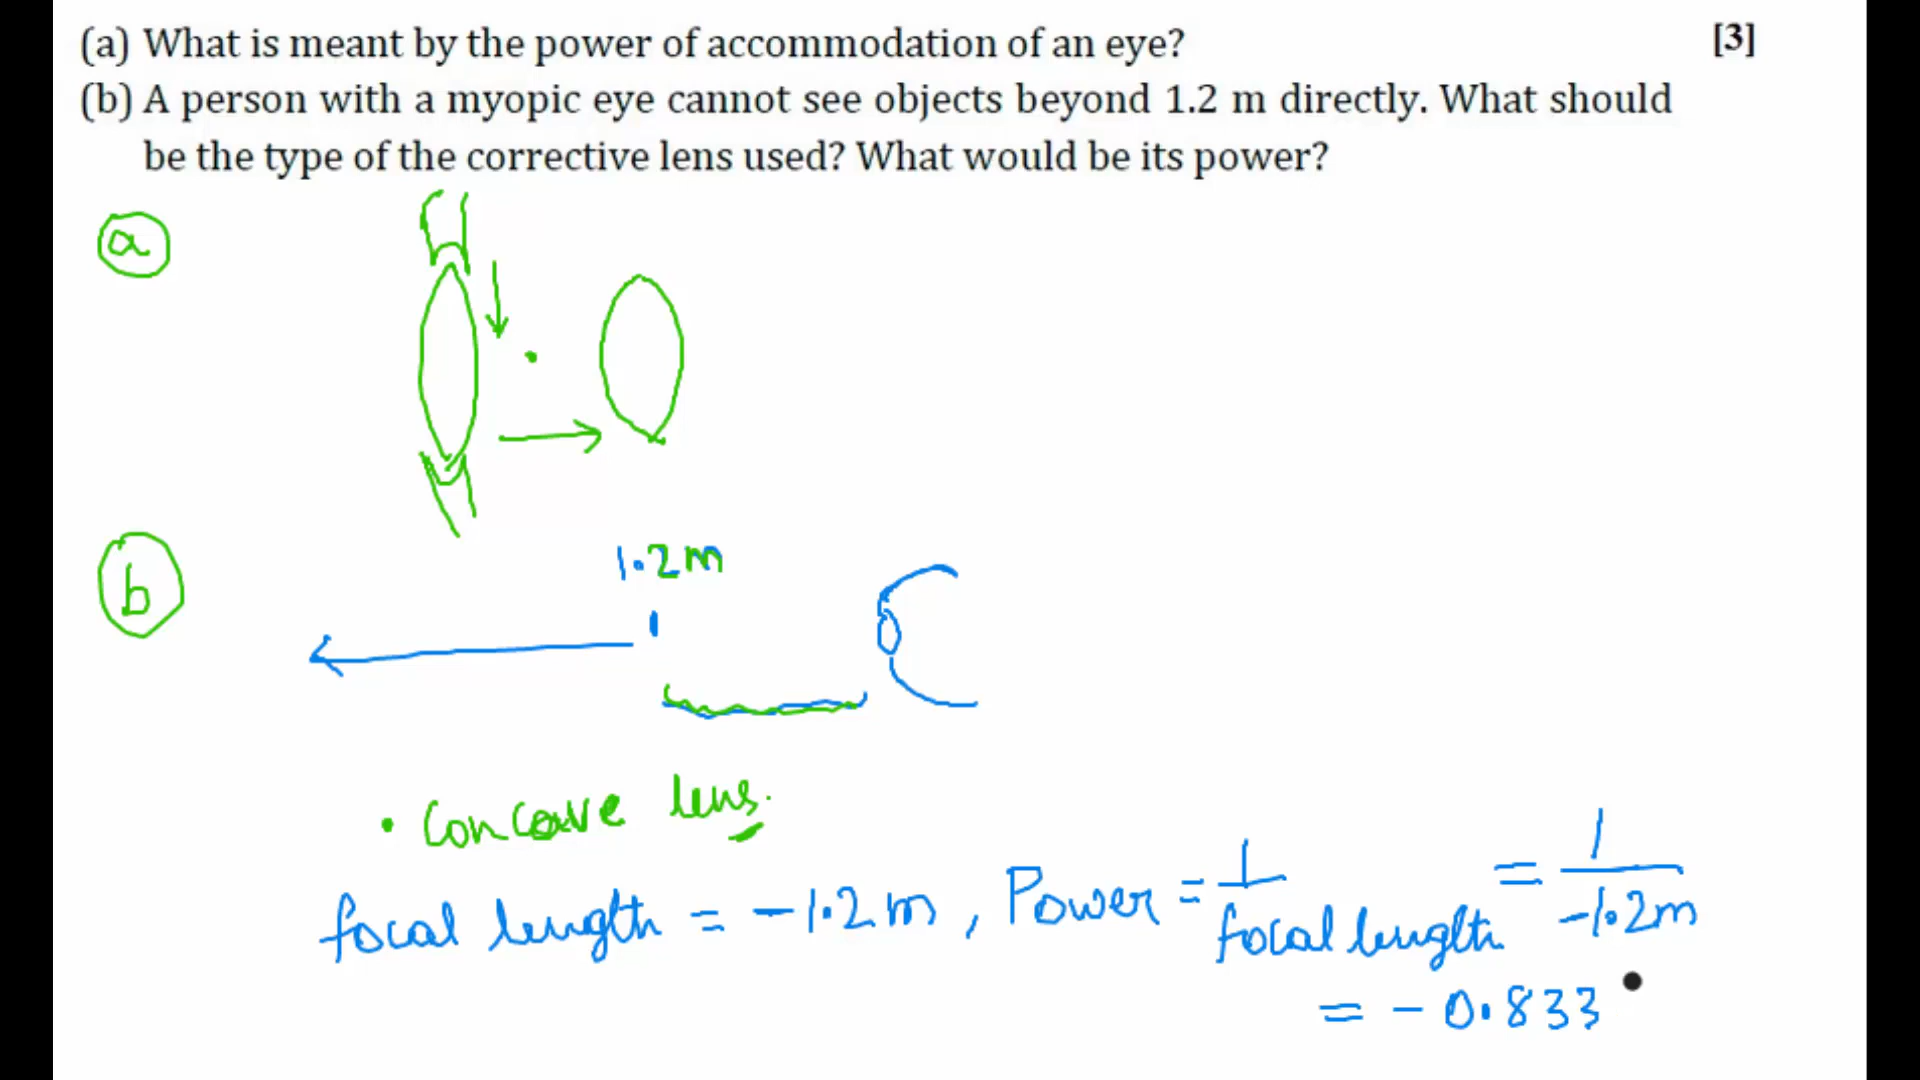 (a) What is meant by the power of accommodation of an eye? [3]
(b) A person with a myopic eye cannot see objects beyond 1.2 m directly. What should
be the type of the corrective lens used? What would be its power?
a
b
1.2m
• Concave lens.
focal length = -1.2m, Power = 1/focal length = 1/-1.2m
= -0.833